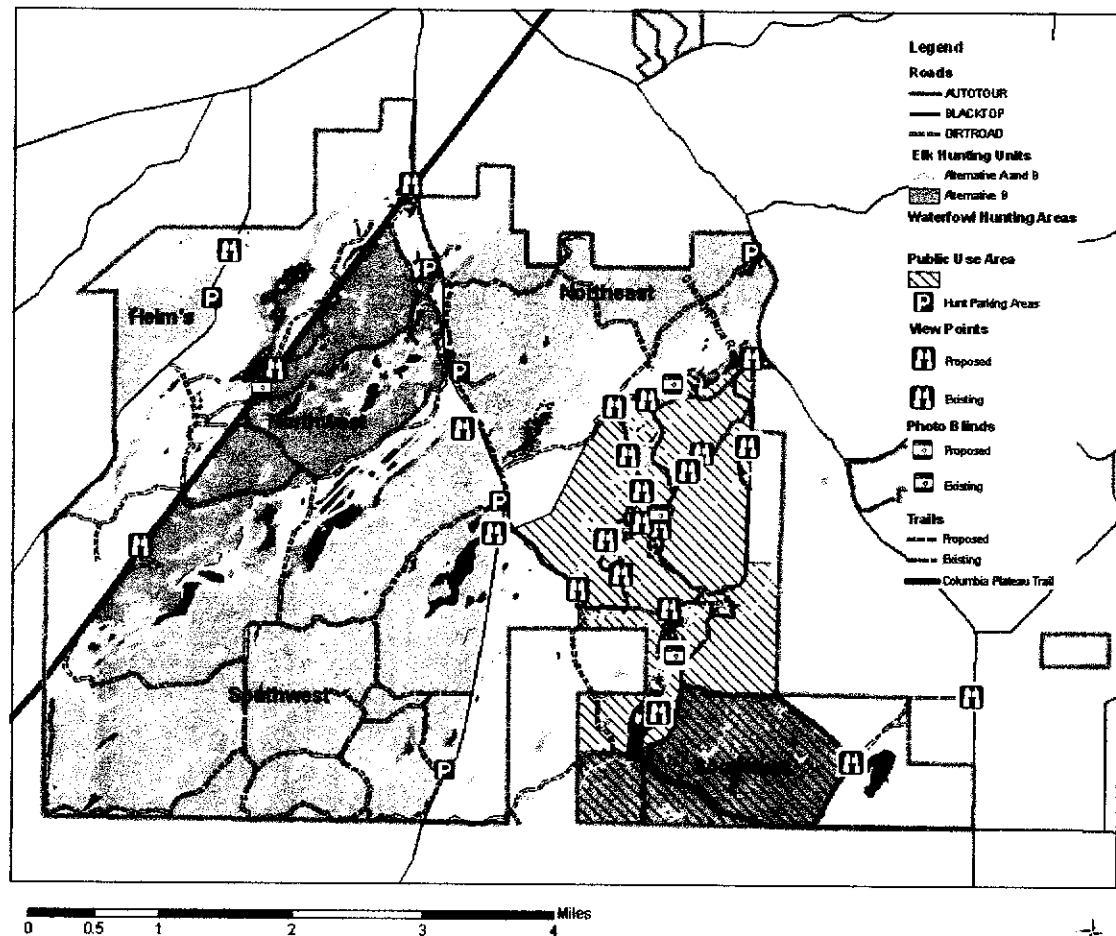 Legend
Roads
AUTOTOUR
BLACKTOP
DIRTROAD
Elk Hunting Units
Alternative A and B
Alternative B
Waterfowl Hunting Areas
Public Use Area
P Hunt Parking Areas
View Points
Proposed
Existing
Photo Blinds
Proposed
Existing
Trails
Proposed
Existing
Columbia Plateau Trail
P
P
Northeast
P
Helm's
P
Northwest
P
Southwest
P
0 0.5 1 2 3 4 Miles